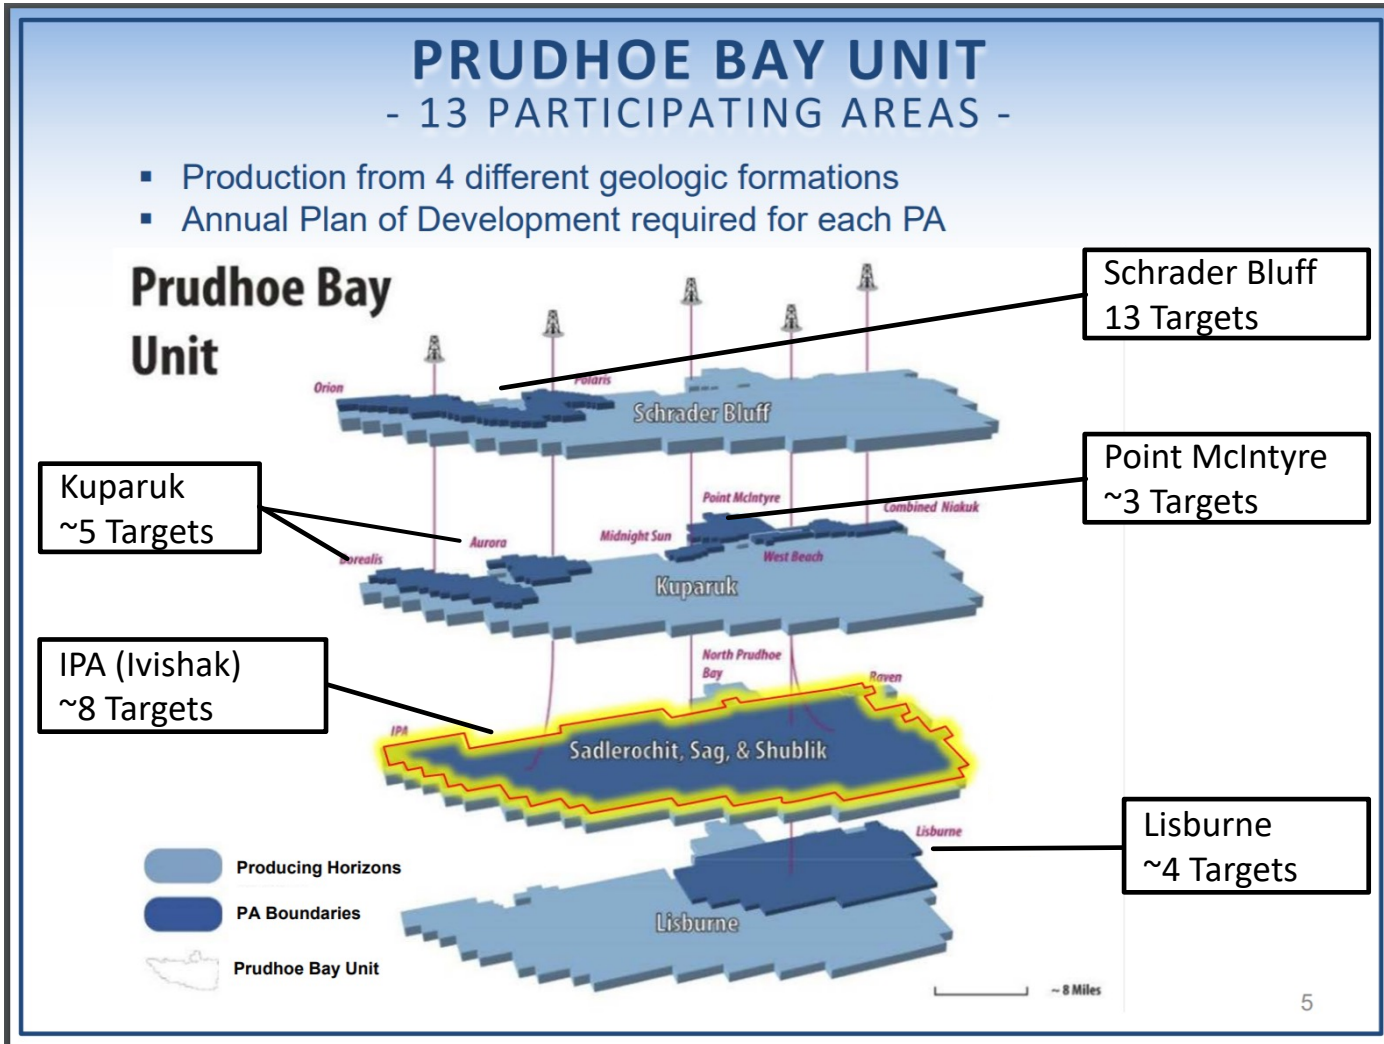 PRUDHOE BAY UNIT
- 13 PARTICIPATING AREAS -
▪ Production from 4 different geologic formations
▪ Annual Plan of Development required for each PA
Prudhoe Bay
Unit
Schrader Bluff
13 Targets
Orion
Polaris
Schrader Bluff
Point McIntyre
~3 Targets
Kuparuk
~5 Targets
Point McIntyre
Combined Niakuk
Midnight Sun
Aurora
West Beach
Borealis
Kuparuk
IPA (Ivishak)
~8 Targets
North Prudhoe
Bay
Raven
IPA
Sadlerochit, Sag, & Shublik
Lisburne
~4 Targets
Lisburne
Lisburne
Producing Horizons
PA Boundaries
Prudhoe Bay Unit
~ 8 Miles
5